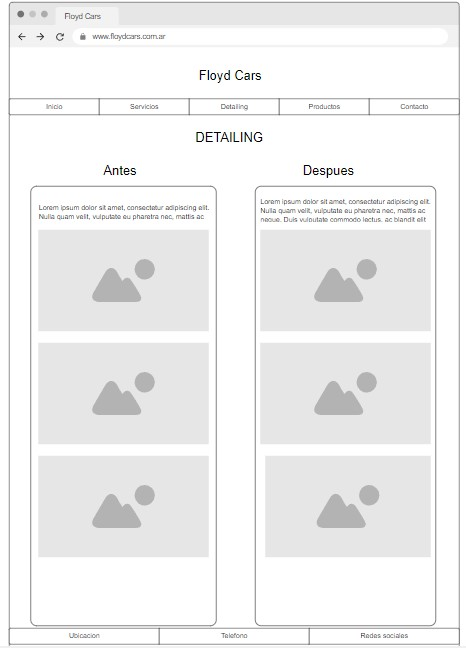 Floyd Cars
www.floydcars.com.ar
Floyd Cars
Inicio
Servicios
Detailing
Productos
Contacto
DETAILING
Antes
Despues
Lorem ipsum dolor sit amet, consectetur adipiscing elit.
Nulla quam velit, vulputate eu pharetra nec, mattis ac
Lorem ipsum dolor sit amet, consectetur adipiscing elit.
Nulla quam velit, vulputate eu pharetra nec, mattis ac
neque. Duis vulputate commodo lectus, ac blandit elit
Ubicacion
Telefono
Redes sociales